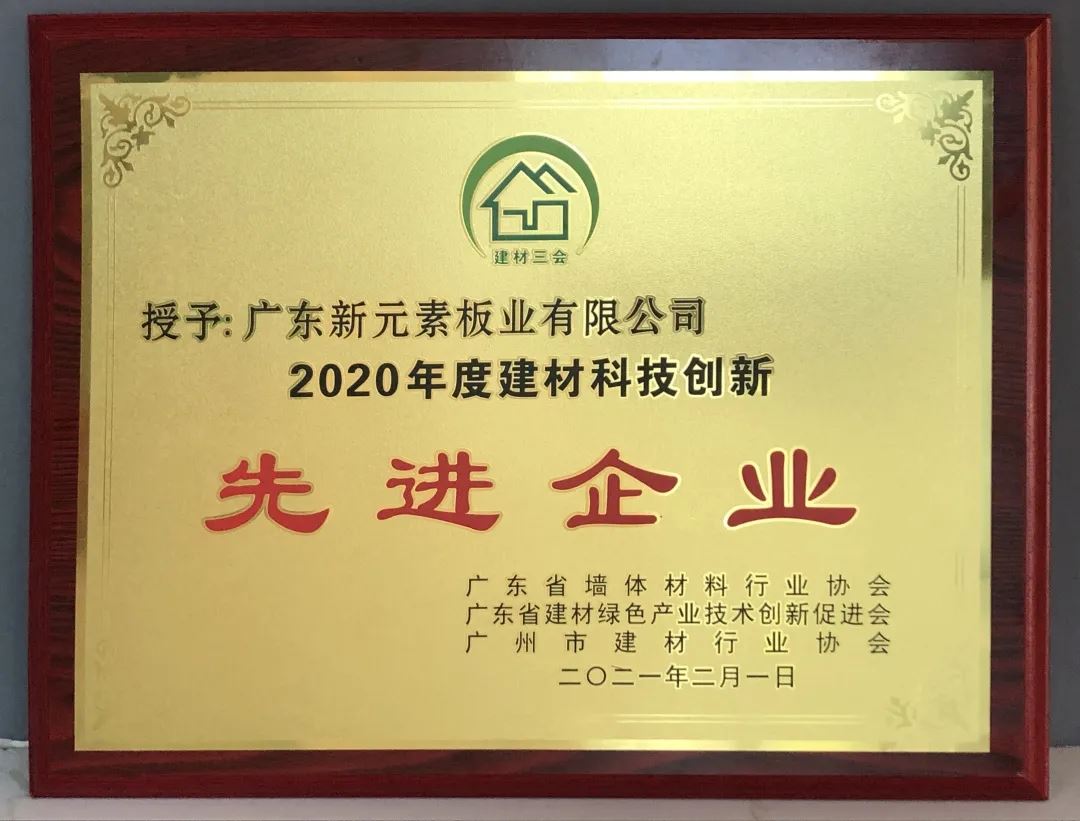 建材三会
授予:广东新元素板业有限公司
2020年度建材科技创新
先进企业
广东省墙体材料行业协会
广东省建材绿色产业技术创新促进会
广州市建材行业协会
二〇二一年二月一日